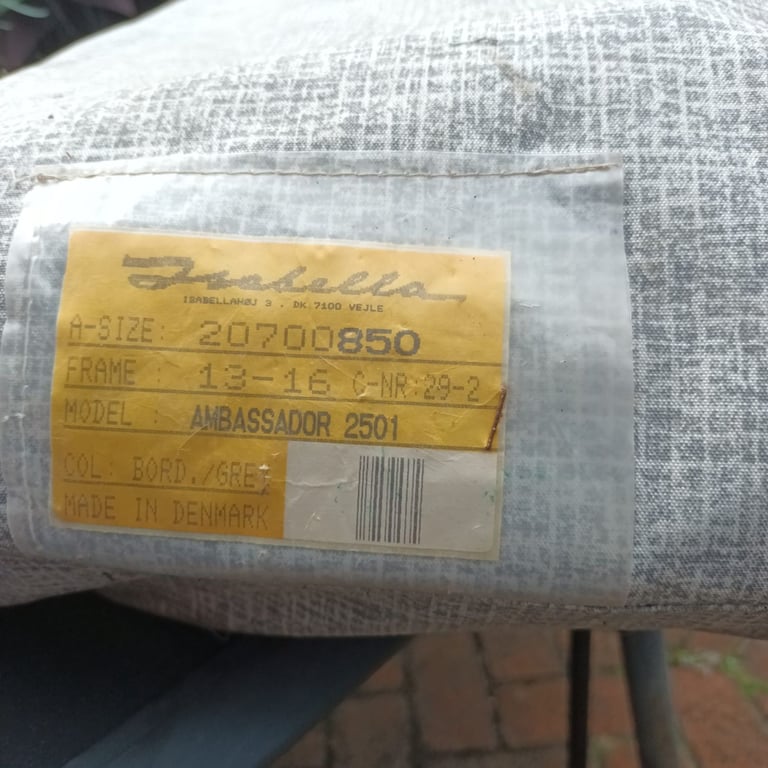 Isabella
ISABELLAHØJ 3 . DK 7100 VEJLE
A-SIZE: 20700850
FRAME : 13-16 C-NR:29-2
MODEL : AMBASSADOR 2501
COL: BORD./GREY
MADE IN DENMARK